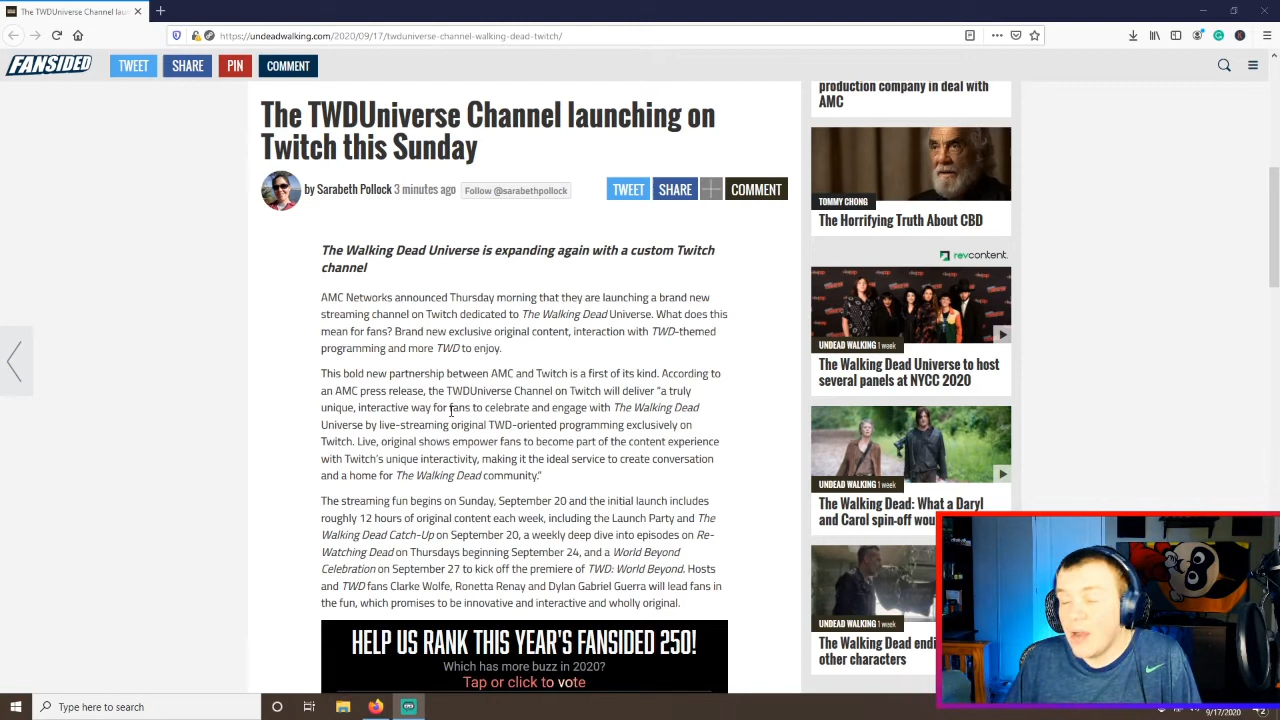 The TWDUniverse Channel laun
https://undeadwalking.com/2020/09/17/twduniverse-channel-walking-dead-twitch/
FANSIDED
TWEET
SHARE
PIN
COMMENT
The TWDUniverse Channel launching on
Twitch this Sunday
by Sarabeth Pollock 3 minutes ago
Follow @sarabethpollock
TWEET
SHARE
COMMENT
The Walking Dead Universe is expanding again with a custom Twitch
channel
AMC Networks announced Thursday morning that they are launching a brand new
streaming channel on Twitch dedicated to The Walking Dead Universe. What does this
mean for fans? Brand new exclusive original content, interaction with TWD-themed
programming and more TWD to enjoy.
This bold new partnership between AMC and Twitch is a first of its kind. According to
an AMC press release, the TWDUniverse Channel on Twitch will deliver “a truly
unique, interactive way for fans to celebrate and engage with The Walking Dead
Universe by live-streaming original TWD-oriented programming exclusively on
Twitch. Live, original shows empower fans to become part of the content experience
with Twitch’s unique interactivity, making it the ideal service to create conversation
and a home for The Walking Dead community.”
The streaming fun begins on Sunday, September 20 and the initial launch includes
roughly 12 hours of original content each week, including the Launch Party and The
Walking Dead Catch-Up on September 20, a weekly deep dive into episodes on Re-
Watching Dead on Thursdays beginning September 24, and a World Beyond
Celebration on September 27 to kick off the premiere of TWD: World Beyond. Hosts
and TWD fans Clarke Wolfe, Ronetta Renay and Dylan Gabriel Guerra will lead fans in
the fun, which promises to be innovative and interactive and wholly original.
HELP US RANK THIS YEAR'S FANSIDED 250!
Which has more buzz in 2020?
Tap or click to vote
production company in deal with
AMC
TOMMY CHONG
The Horrifying Truth About CBD
revcontent.
UNDEAD WALKING 1 week
The Walking Dead Universe to host
several panels at NYCC 2020
UNDEAD WALKING 1 week
The Walking Dead: What a Daryl
and Carol spin-off wou
UNDEAD WALKING 1 week
The Walking Dead endi
other characters
Type here to search
9/17/2020